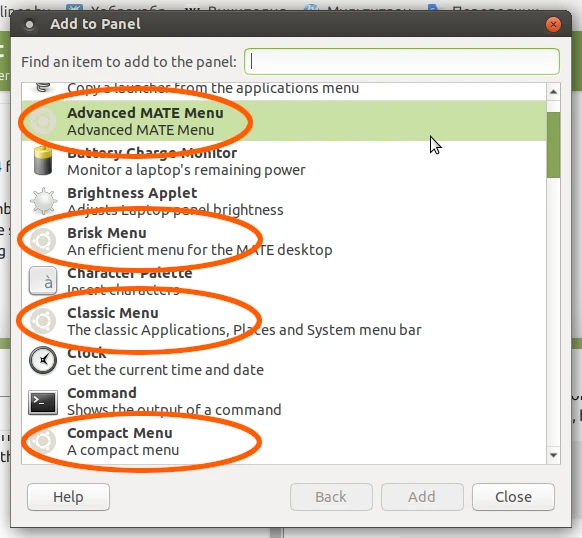 Хабрахабр
Википедия
Мультитран
Переводчик
Add to Panel
Find an item to add to the panel:
Copy a launcher from the applications menu
Advanced MATE Menu
Advanced MATE Menu
Battery Charge Monitor
Monitor a laptop's remaining power
Brightness Applet
Adjusts Laptop panel brightness
Brisk Menu
An efficient menu for the MATE desktop
Character Palette
Insert characters
Classic Menu
The classic Applications, Places and System menu bar
Clock
Get the current time and date
Command
Shows the output of a command
Compact Menu
A compact menu
Help
Back
Add
Close